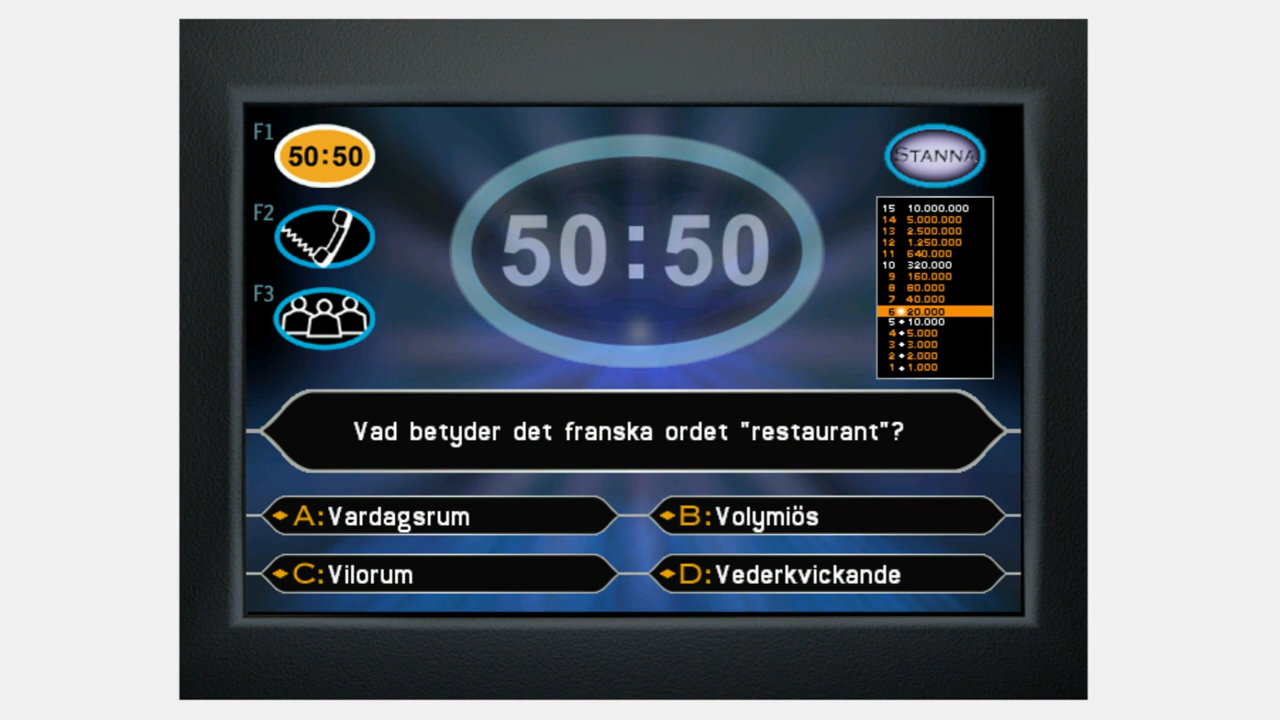 F1
50:50
F2
F3
50:50
STANNA
15 10.000.000
14 5.000.000
13 2.500.000
12 1.250.000
11 640.000
10 320.000
9 160.000
8 80.000
7 40.000
6 ♦ 20.000
5 ♦ 10.000
4 ♦ 5.000
3 ♦ 3.000
2 ♦ 2.000
1 ♦ 1.000
Vad betyder det franska ordet "restaurant"?
A: Vardagsrum
B: Volymiös
C: Vilorum
D: Vederkvickande